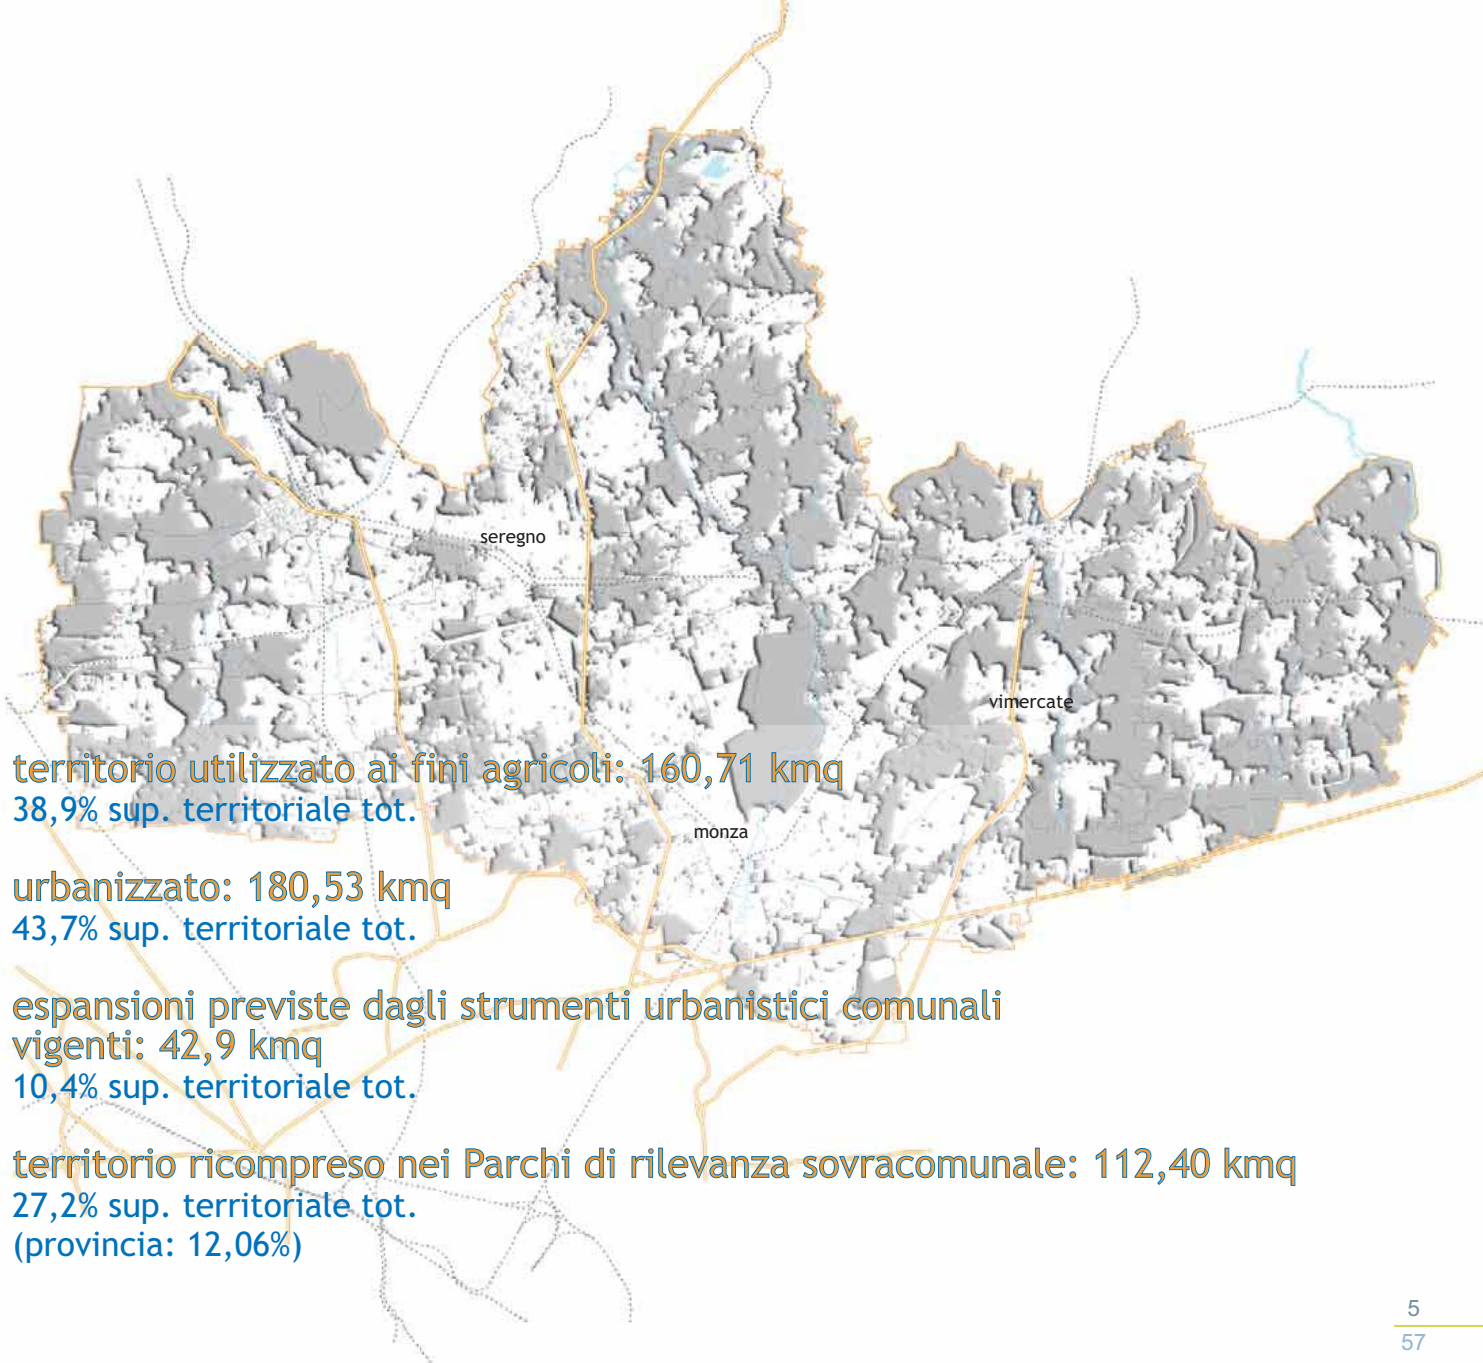 seregno
vimercate
territorio utilizzato ai fini agricoli: 160,71 kmq
38,9% sup. territoriale tot.
monza
urbanizzato: 180,53 kmq
43,7% sup. territoriale tot.
espansioni previste dagli strumenti urbanistici comunali
vigenti: 42,9 kmq
10,4% sup. territoriale tot.
territorio ricompreso nei Parchi di rilevanza sovracomunale: 112,40 kmq
27,2% sup. territoriale tot.
(provincia: 12,06%)
5
57